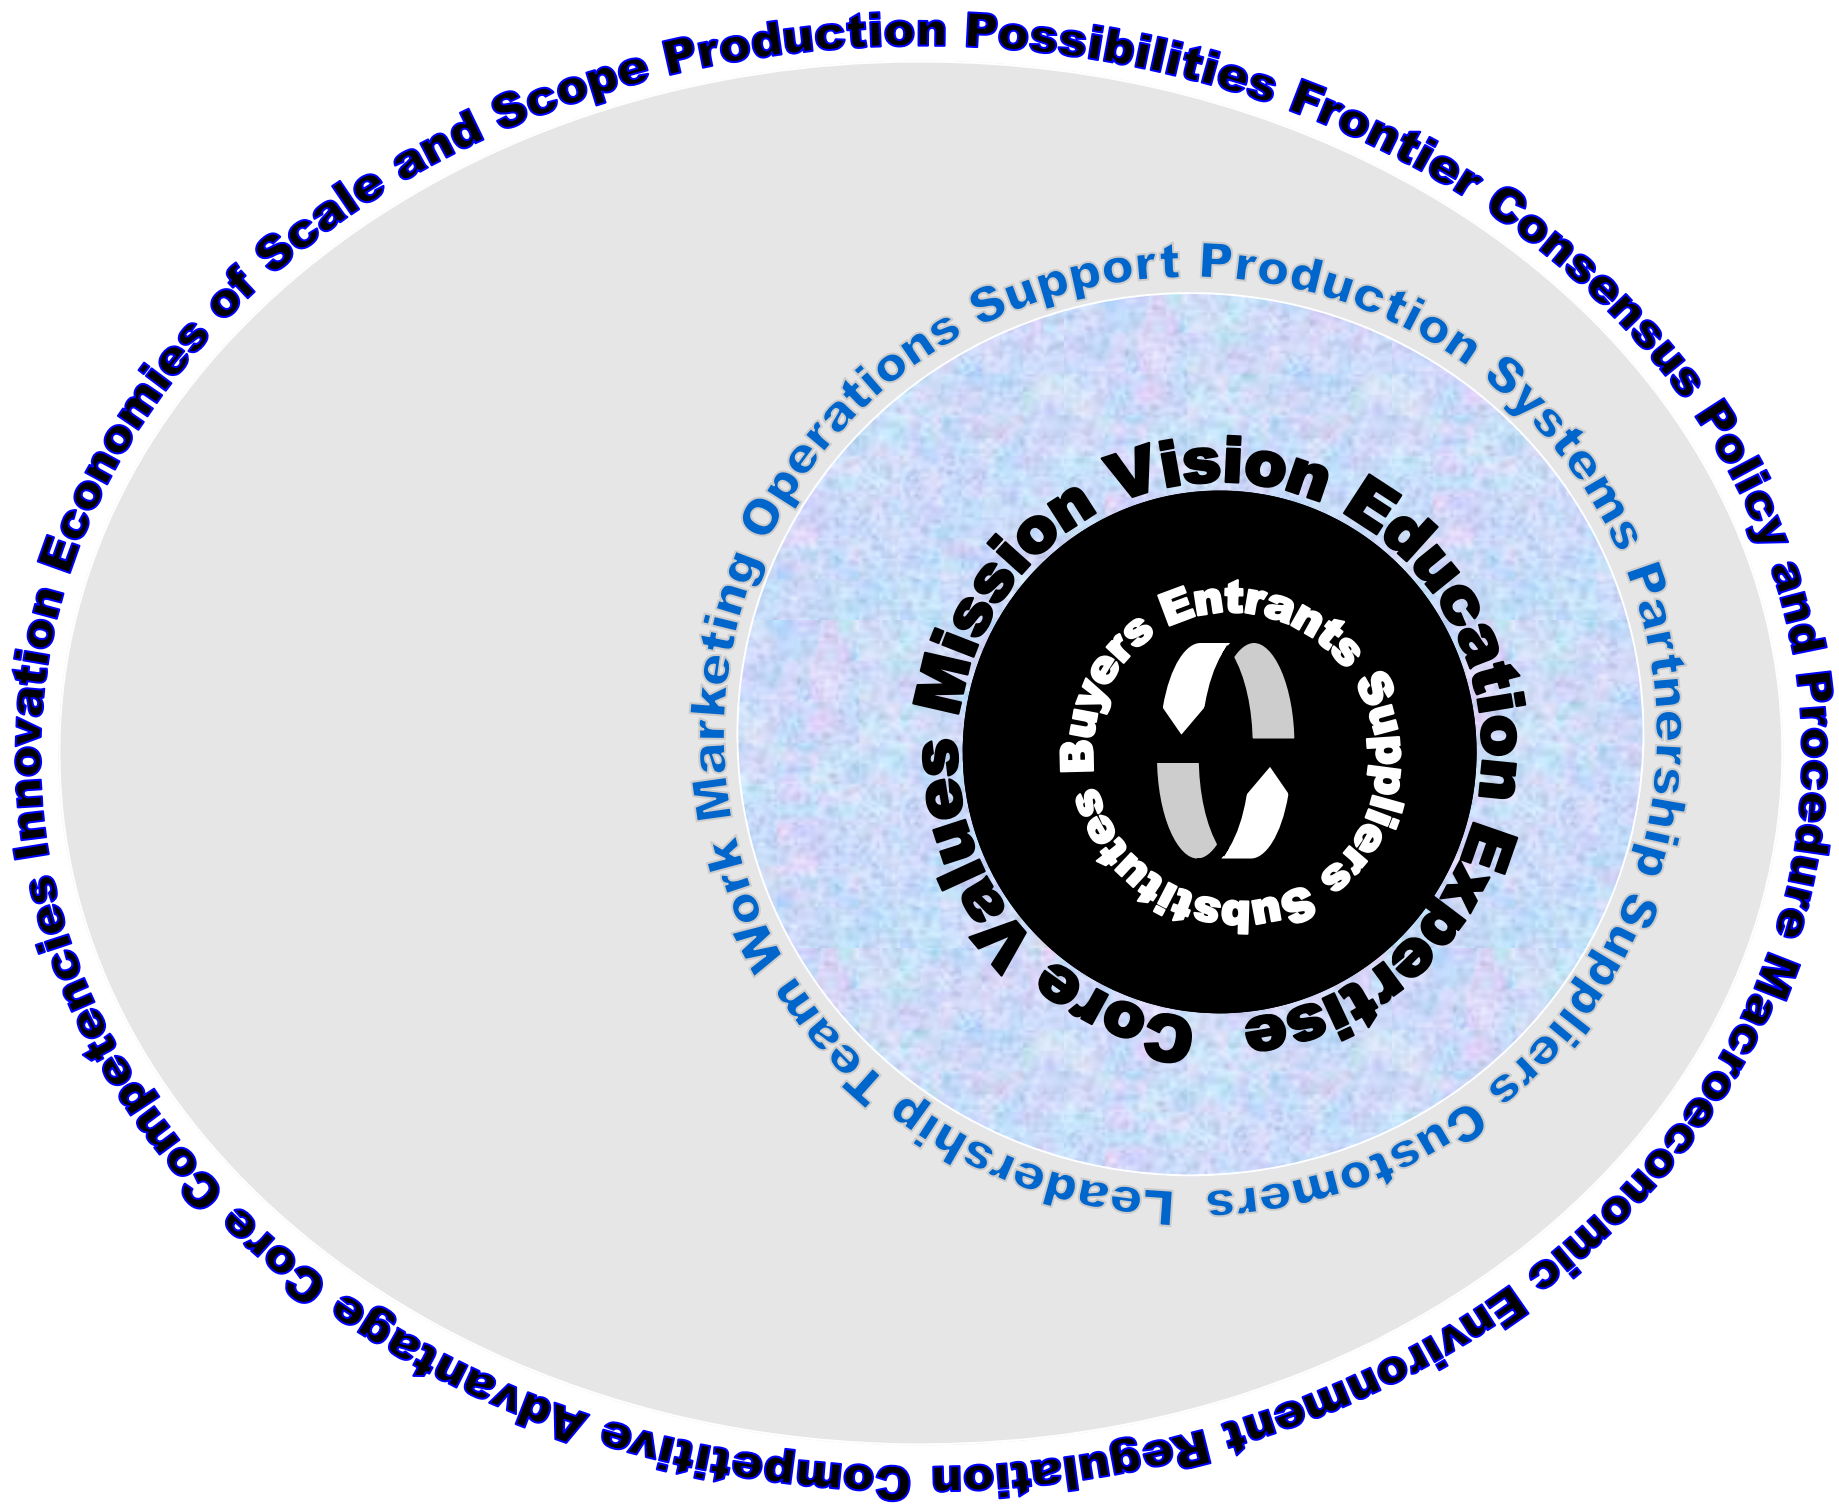 Competitive Advantage Core Competencies Innovation Economies of Scale and Scope Production Possibilities Frontier Consensus Policy and Procedure Macroeconomic Environment Regulation
Leadership Team Work Marketing Operations Support Production Systems Partnership Suppliers Customers
Core Values Mission Vision Education Expertise
Buyers Entrants Suppliers Substitutes